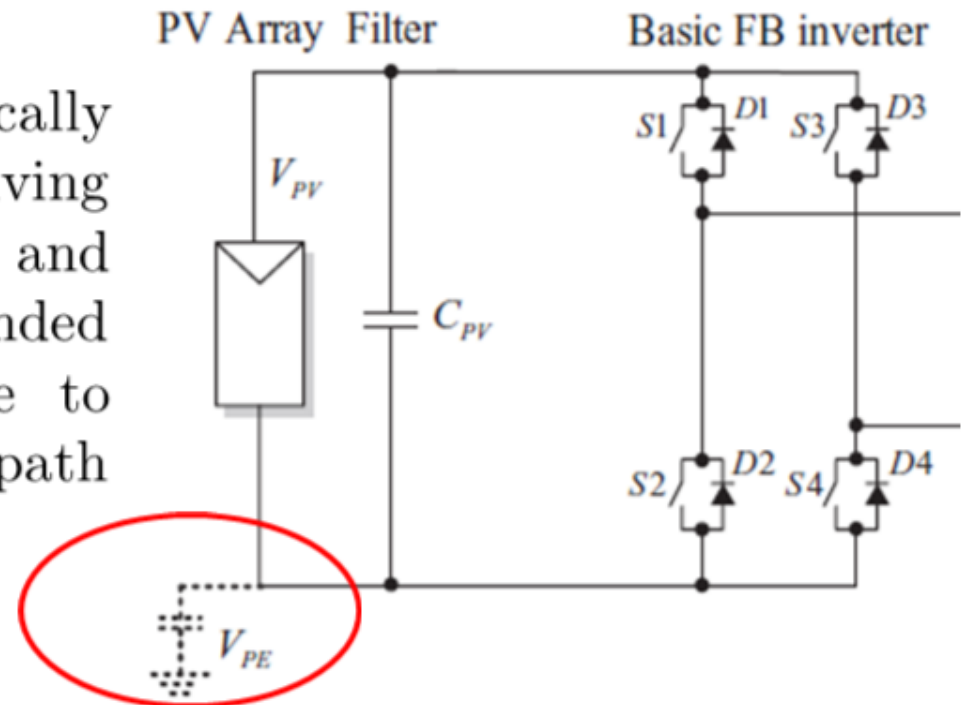 PV Array Filter
Basic FB inverter
cally
ving
and
nded
e to
path
V_PV
C_PV
S1 D1 S3 D3
S2 D2 S4 D4
V_PE